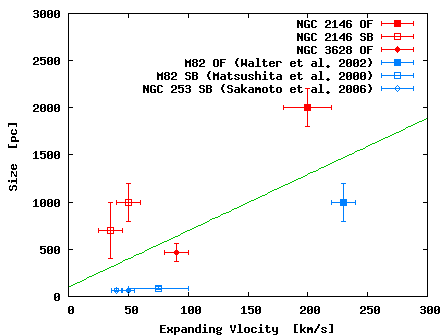 3000
2500
2000
1500
1000
500
0
Size [pc]
NGC 2146 OF
NGC 2146 SB
NGC 3628 OF
M82 OF (Walter et al. 2002)
M82 SB (Matsushita et al. 2000)
NGC 253 SB (Sakamoto et al. 2006)
0 50 100 150 200 250 300
Expanding Vlocity [km/s]